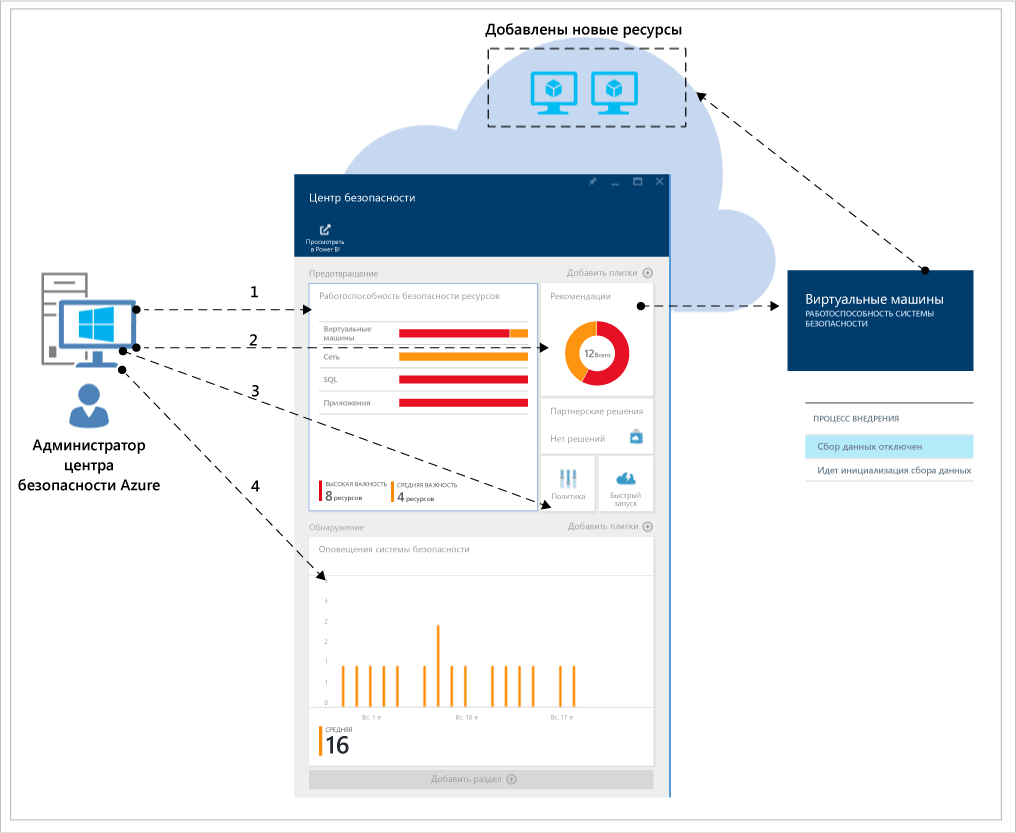 Добавлены новые ресурсы
Центр безопасности
Просмотреть
в Power BI
Предотвращение
Добавить плитки
Работоспособность безопасности ресурсов
Виртуальные
машины
Сеть
SQL
Приложения
ВЫСОКАЯ ВАЖНОСТЬ
8 ресурсов
СРЕДНЯЯ ВАЖНОСТЬ
4 ресурсов
Рекомендации
12 Всего
Партнерские решения
Нет решений
Политика
Быстрый
запуск
Обнаружение
Добавить плитки
Оповещения системы безопасности
3
2
2
1
1
0
Вс. 1-е
Вс. 10-е
Вс. 17-е
СРЕДНЯЯ
16
Добавить раздел
1
2
3
4
Администратор
центра
безопасности Azure
Виртуальные машины
РАБОТОСПОСОБНОСТЬ СИСТЕМЫ
БЕЗОПАСНОСТИ
ПРОЦЕСС ВНЕДРЕНИЯ
Сбор данных отключен
Идет инициализация сбора данных